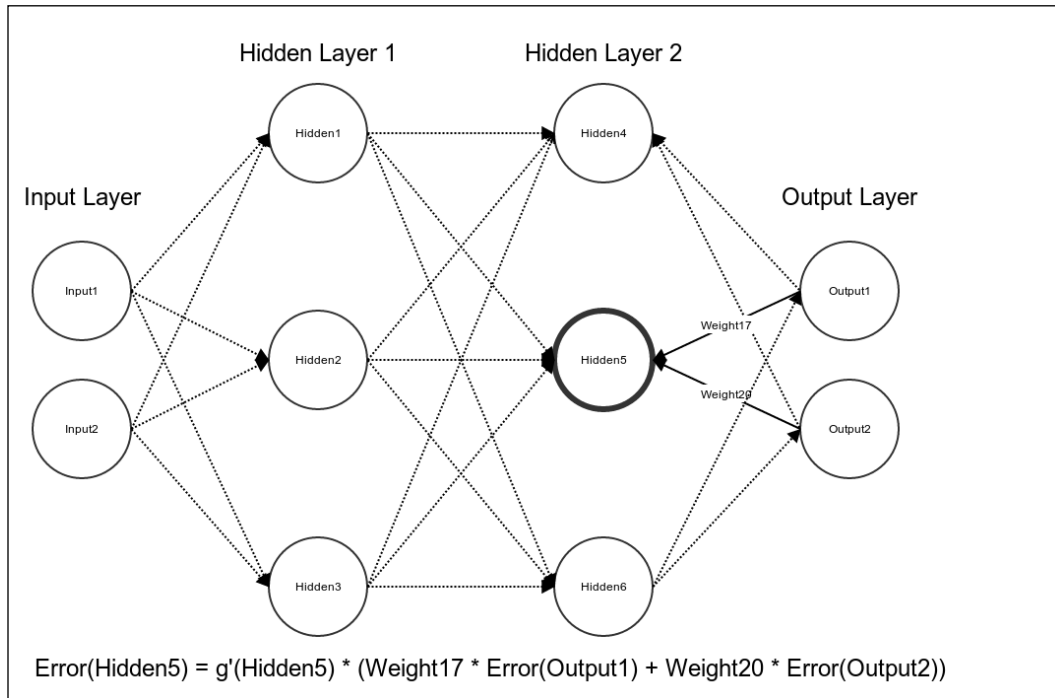 Hidden Layer 1
Hidden Layer 2
Hidden1
Hidden4
Input Layer
Output Layer
Input1
Output1
Weight17
Hidden2
Hidden5
Weight20
Input2
Output2
Hidden3
Hidden6
Error(Hidden5) = g'(Hidden5) * (Weight17 * Error(Output1) + Weight20 * Error(Output2))